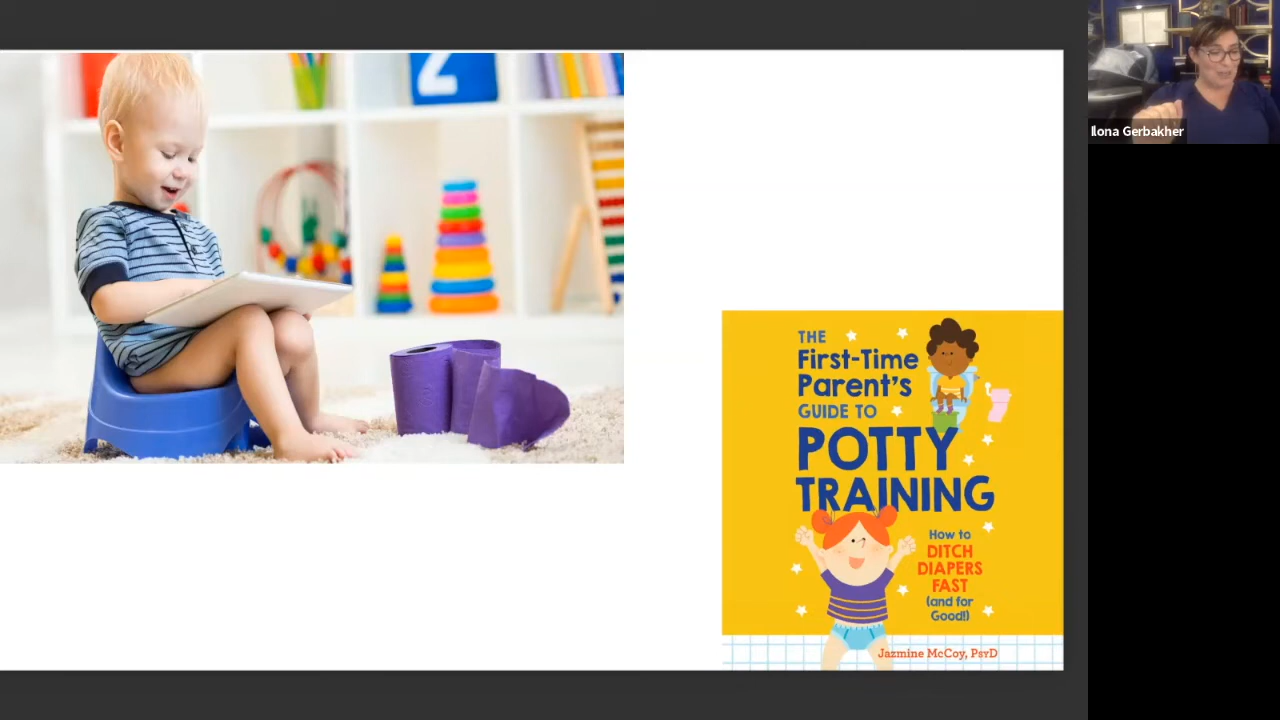 2
Ilona Gerbakher
THE
First-Time
Parent's
GUIDE TO
POTTY
TRAINING
How to
DITCH
DIAPERS
FAST
(and for
Good!)
Jazmine McCoy, PsyD